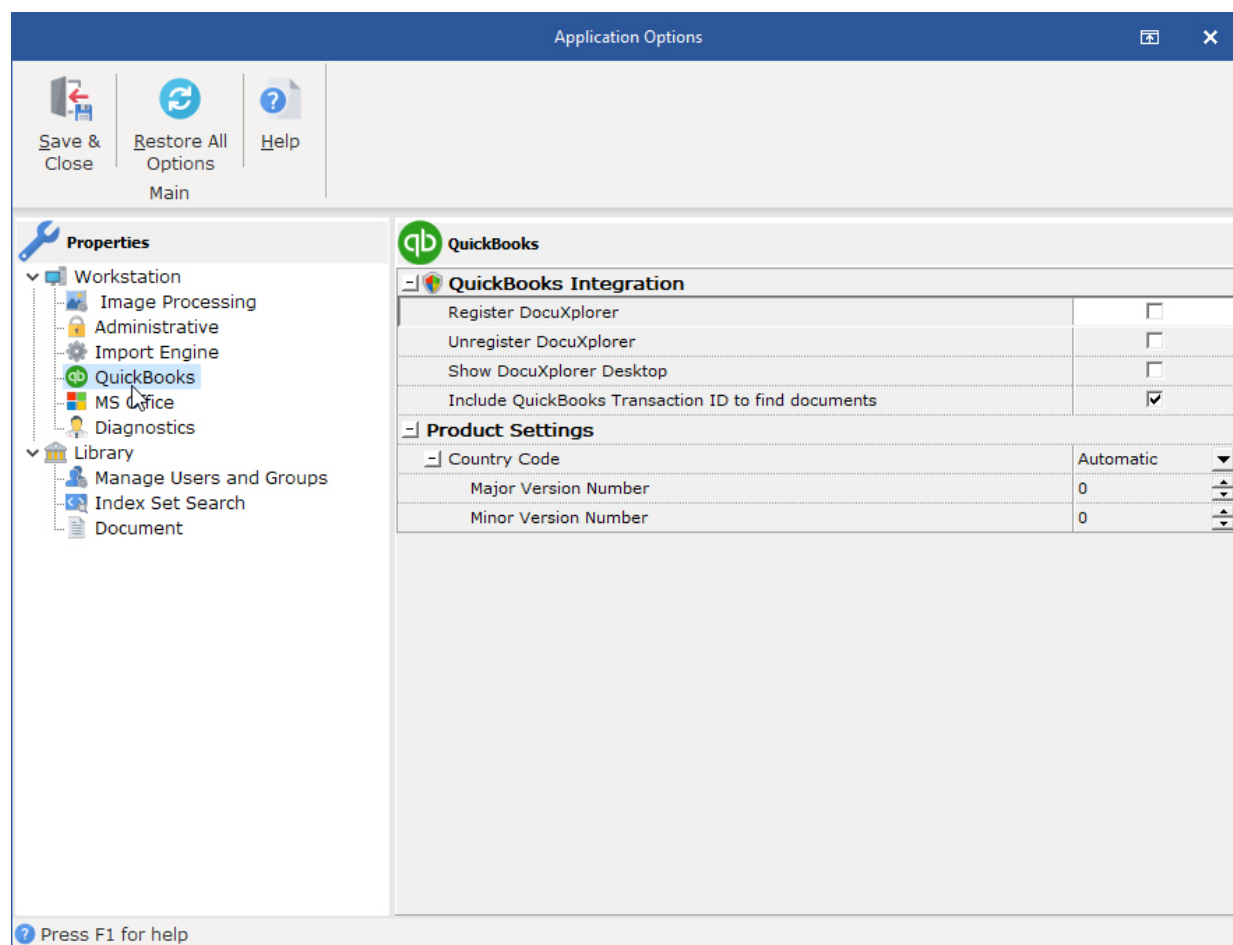 Application Options
Save &
Close
Restore All
Options
Help
Main
Properties
Workstation
Image Processing
Administrative
Import Engine
QuickBooks
MS Office
Diagnostics
Library
Manage Users and Groups
Index Set Search
Document
qb QuickBooks
QuickBooks Integration
Register DocuXplorer
Unregister DocuXplorer
Show DocuXplorer Desktop
Include QuickBooks Transaction ID to find documents
Product Settings
Country Code Automatic
Major Version Number 0
Minor Version Number 0
Press F1 for help